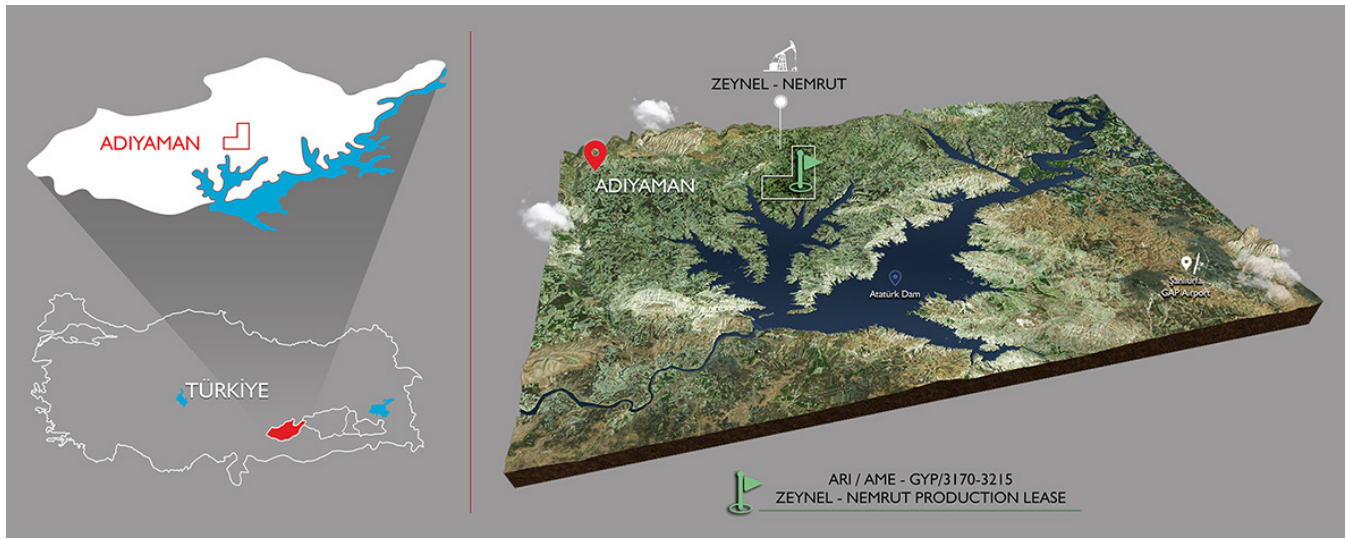 ADIYAMAN
TÜRKİYE
ZEYNEL - NEMRUT
ADIYAMAN
Atatürk Dam
Şanlıurfa
GAP Airport
ARI / AME - GYP/3170-3215
ZEYNEL - NEMRUT PRODUCTION LEASE